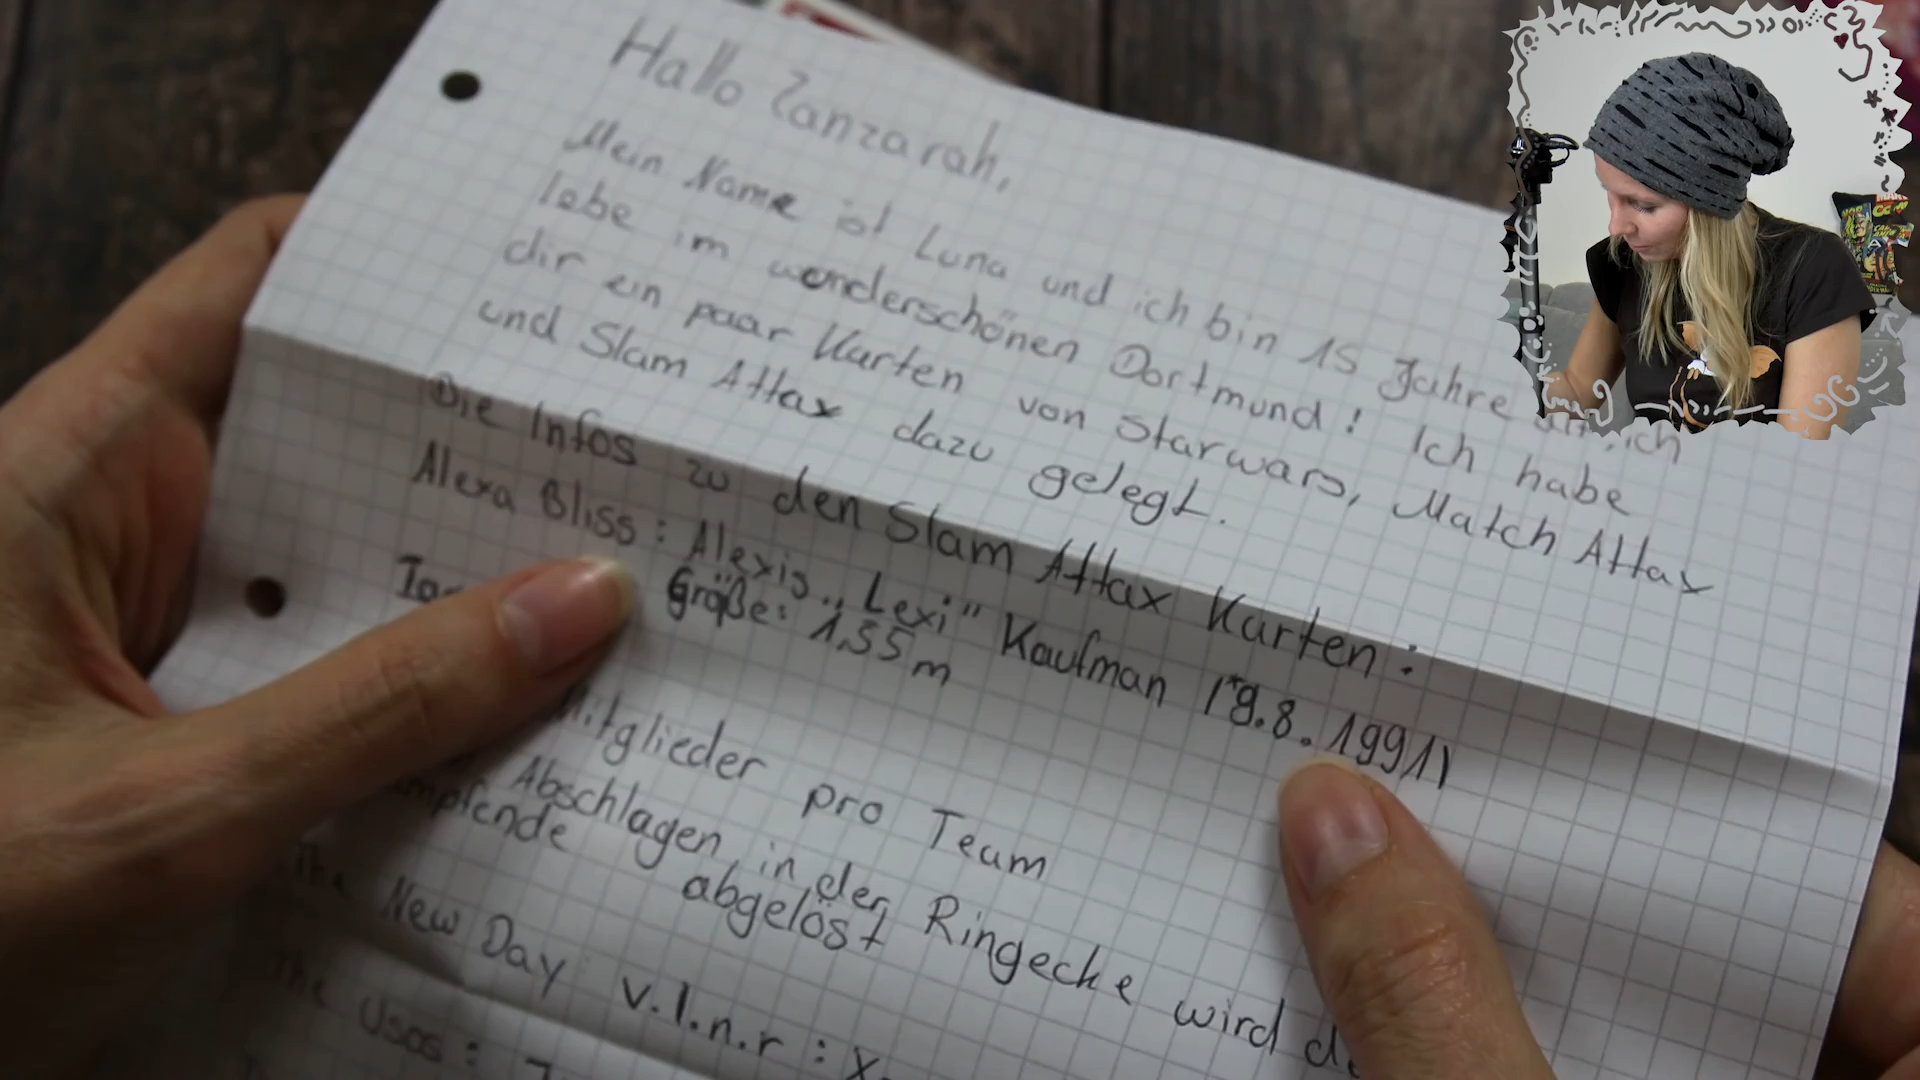 Hallo Zanzarah,
Mein Name ist Luna und ich bin 15 Jahre alt, ich
lebe im wunderschönen Dortmund! Ich habe
dir ein paar Karten von Starwars, Match Attax
und Slam Attax dazu gelegt.
Die Infos zu den Slam Attax Karten:
Alexa Bliss: Alexis „Lexi" Kaufman (*9.8.1991)
Größe: 1,55 m
Mitglieder pro Team
Abschlagen in der Ringecke wird
abgelöst
The New Day v.l.n.r: X
The Usos: J